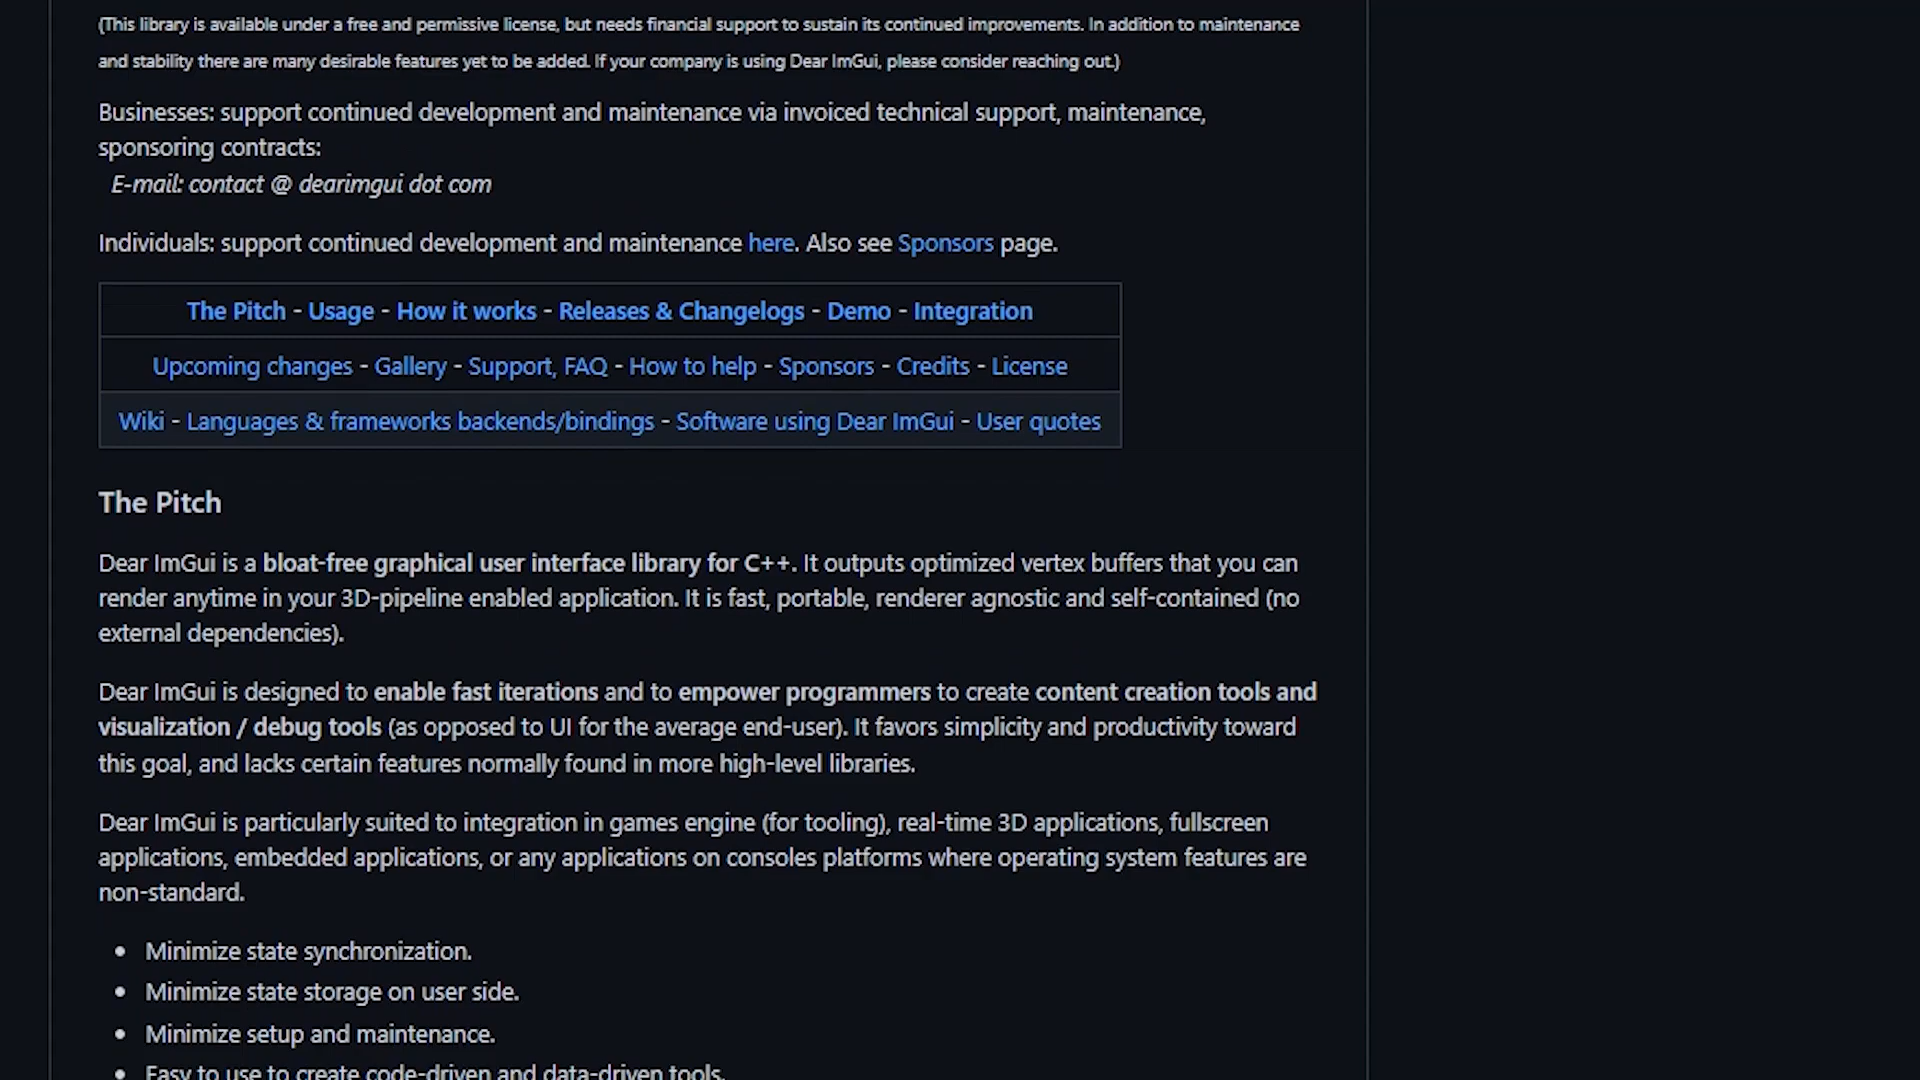 (This library is available under a free and permissive license, but needs financial support to sustain its continued improvements. In addition to maintenance
and stability there are many desirable features yet to be added. If your company is using Dear ImGui, please consider reaching out.)
Businesses: support continued development and maintenance via invoiced technical support, maintenance,
sponsoring contracts:
E-mail: contact @ dearimgui dot com
Individuals: support continued development and maintenance here. Also see Sponsors page.
The Pitch - Usage - How it works - Releases & Changelogs - Demo - Integration
Upcoming changes - Gallery - Support, FAQ - How to help - Sponsors - Credits - License
Wiki - Languages & frameworks backends/bindings - Software using Dear ImGui - User quotes
The Pitch
Dear ImGui is a bloat-free graphical user interface library for C++. It outputs optimized vertex buffers that you can
render anytime in your 3D-pipeline enabled application. It is fast, portable, renderer agnostic and self-contained (no
external dependencies).
Dear ImGui is designed to enable fast iterations and to empower programmers to create content creation tools and
visualization / debug tools (as opposed to UI for the average end-user). It favors simplicity and productivity toward
this goal, and lacks certain features normally found in more high-level libraries.
Dear ImGui is particularly suited to integration in games engine (for tooling), real-time 3D applications, fullscreen
applications, embedded applications, or any applications on consoles platforms where operating system features are
non-standard.
• Minimize state synchronization.
• Minimize state storage on user side.
• Minimize setup and maintenance.
• Easy to use to create code-driven and data-driven tools.